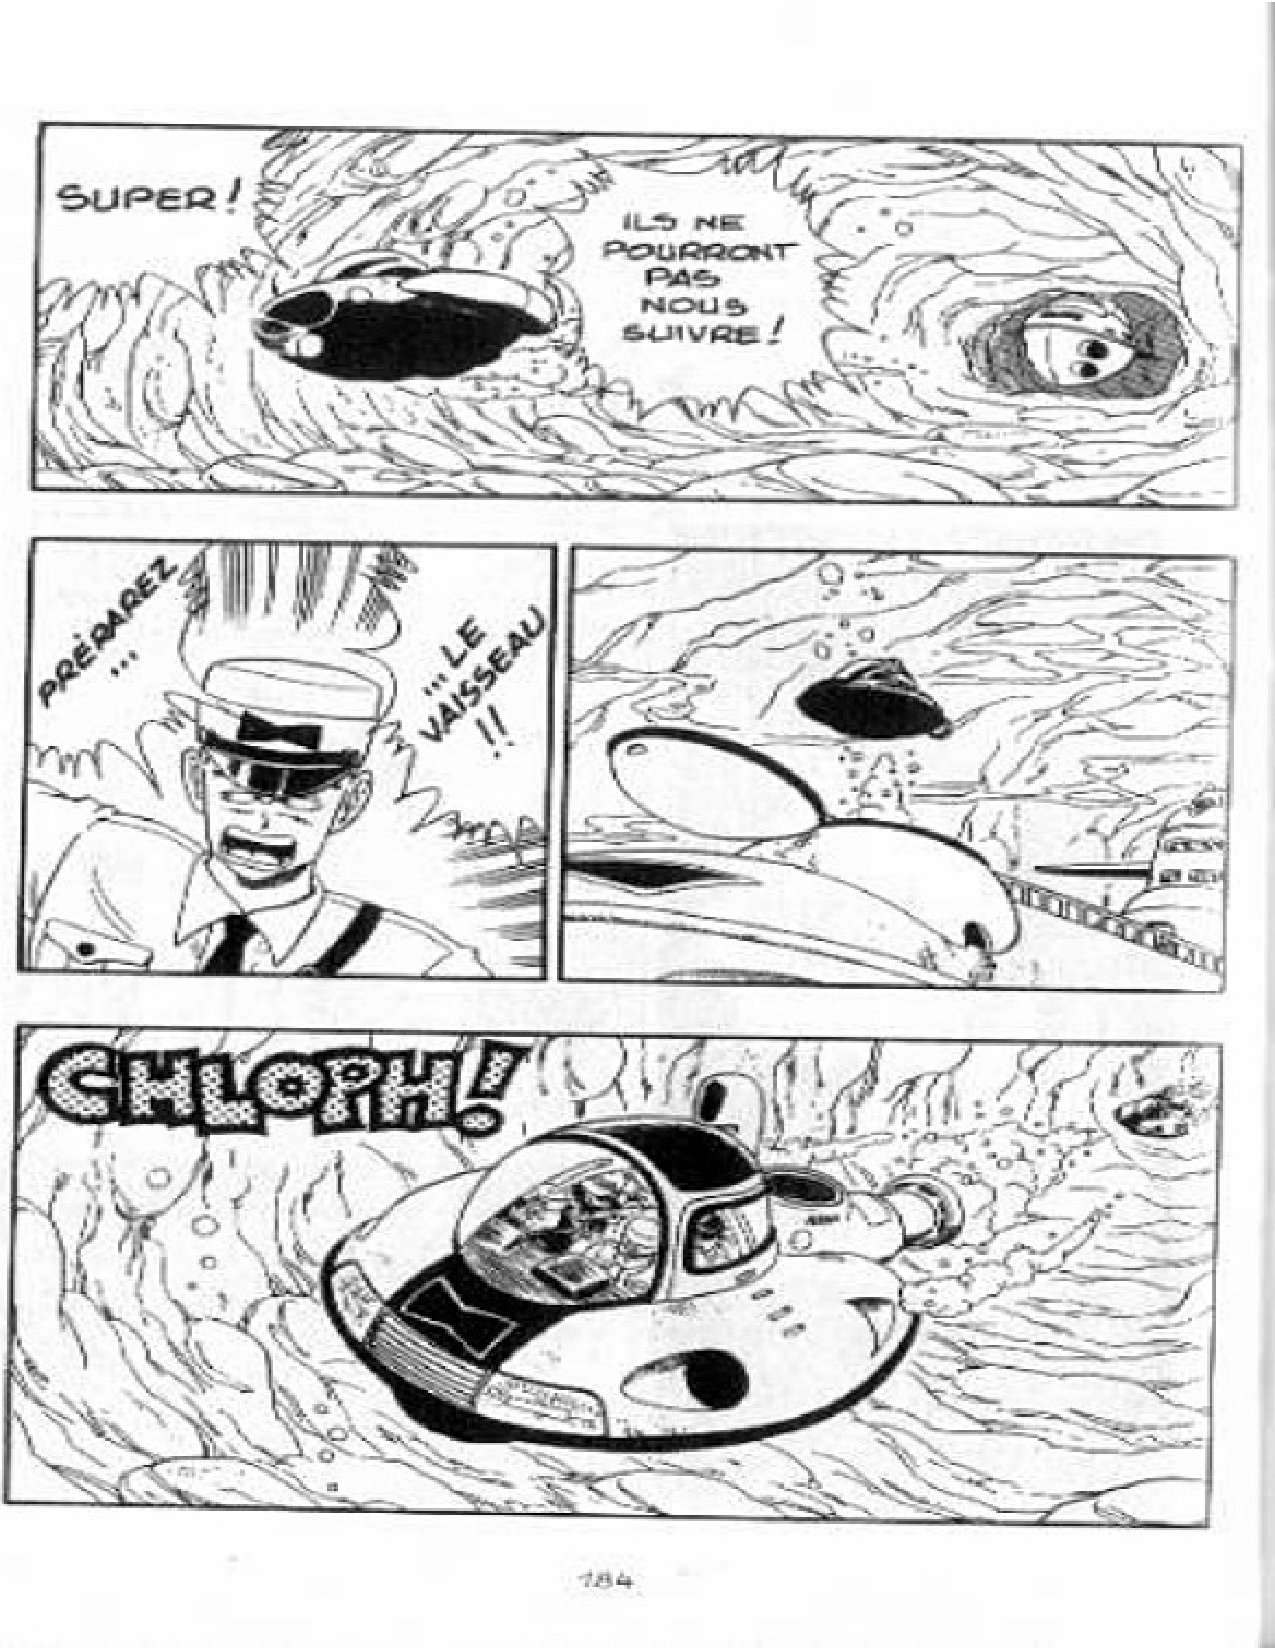 SUPER!
ILS NE
POURRONT
PAS
NOUS
SUIVRE!
PRÉPAREZ
...
...LE
VAISSEAU
!!
CHLOPH!
184